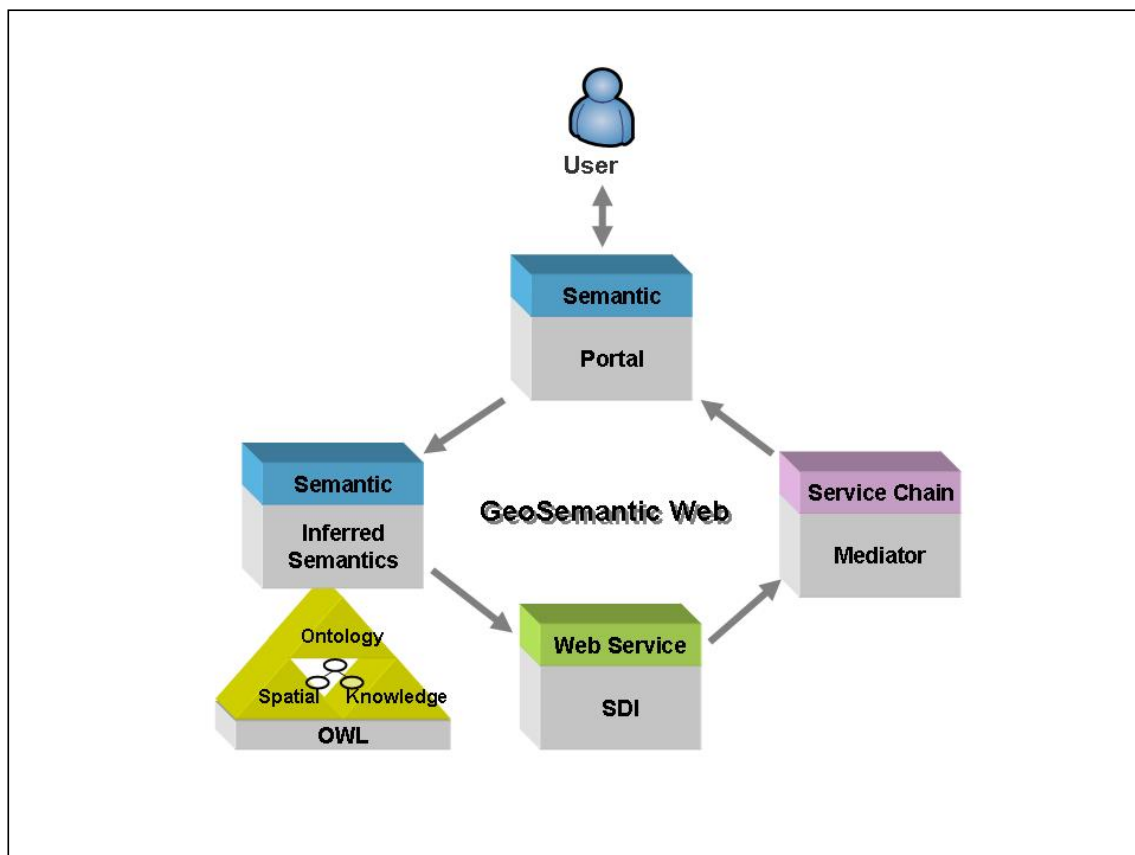 User
Semantic
Portal
Semantic
Inferred
Semantics
GeoSemantic Web
Service Chain
Mediator
Ontology
Spatial
Knowledge
OWL
Web Service
SDI